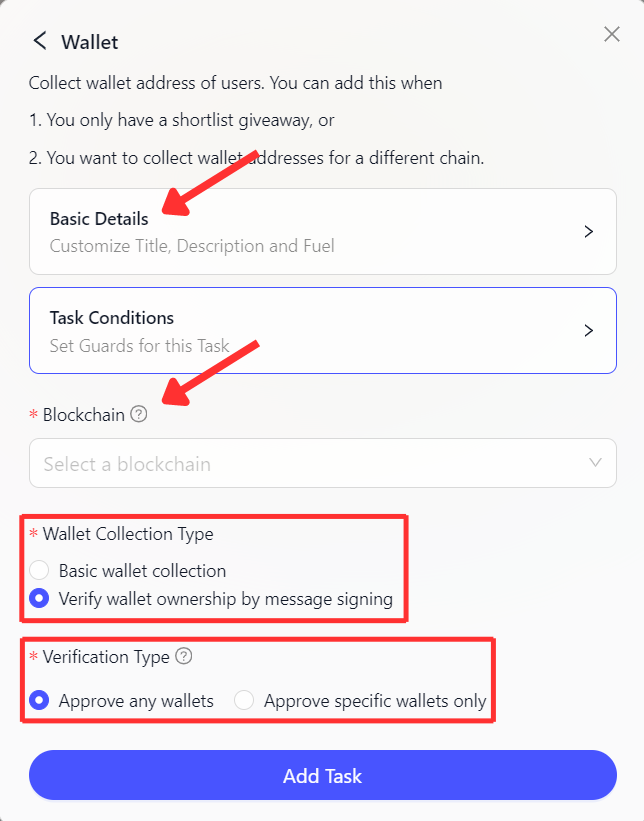 Wallet
Collect wallet address of users. You can add this when
1. You only have a shortlist giveaway, or
2. You want to collect wallet addresses for a different chain.
Basic Details
Customize Title, Description and Fuel
Task Conditions
Set Guards for this Task
* Blockchain ?
Select a blockchain
* Wallet Collection Type
Basic wallet collection
Verify wallet ownership by message signing
* Verification Type ?
Approve any wallets Approve specific wallets only
Add Task